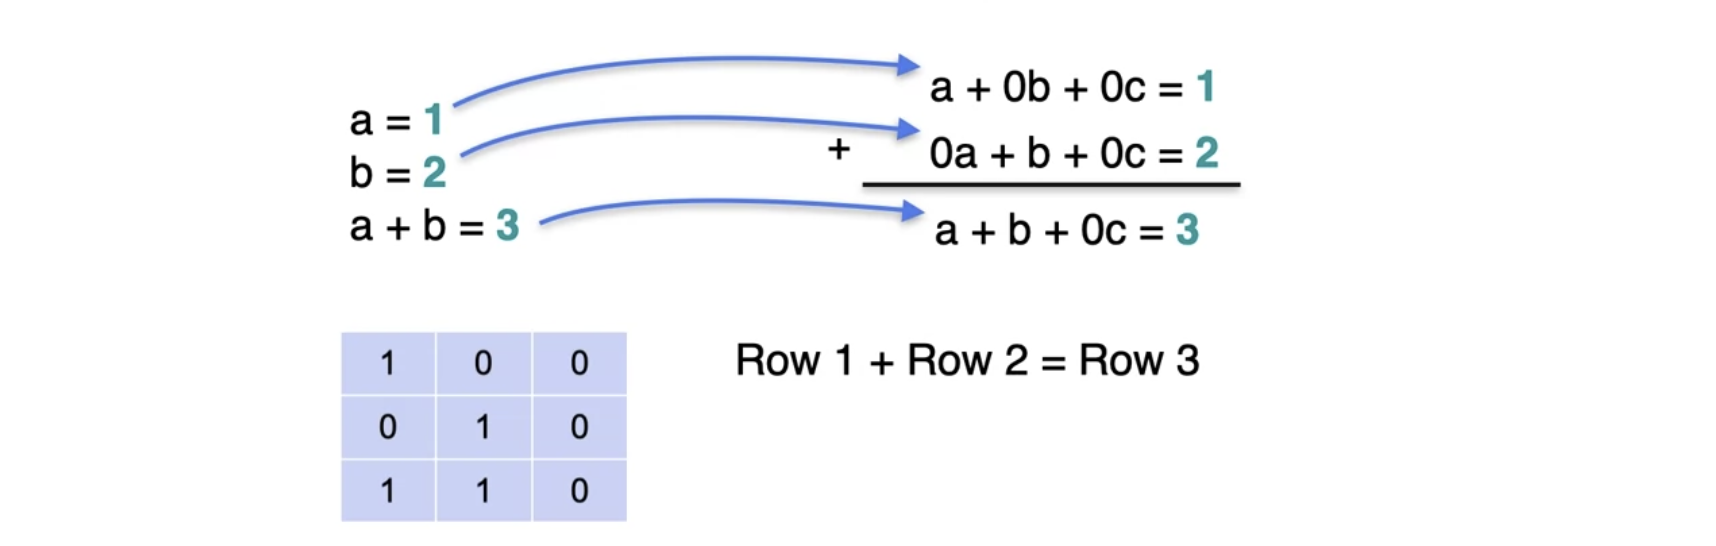 a = 1
b = 2
a + b = 3
a + 0b + 0c = 1
+ 0a + b + 0c = 2
a + b + 0c = 3
1 0 0
0 1 0
1 1 0
Row 1 + Row 2 = Row 3